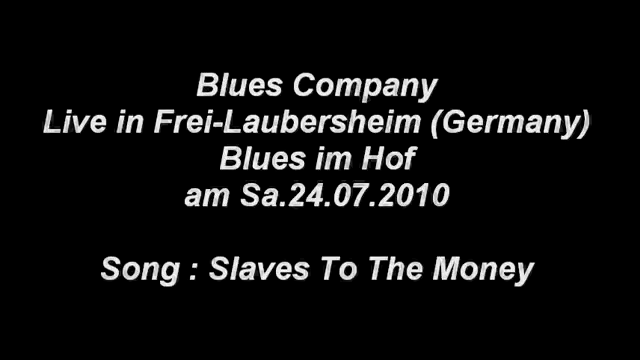 Blues Company
Live in Frei-Laubersheim (Germany)
Blues im Hof
am Sa.24.07.2010
Song : Slaves To The Money